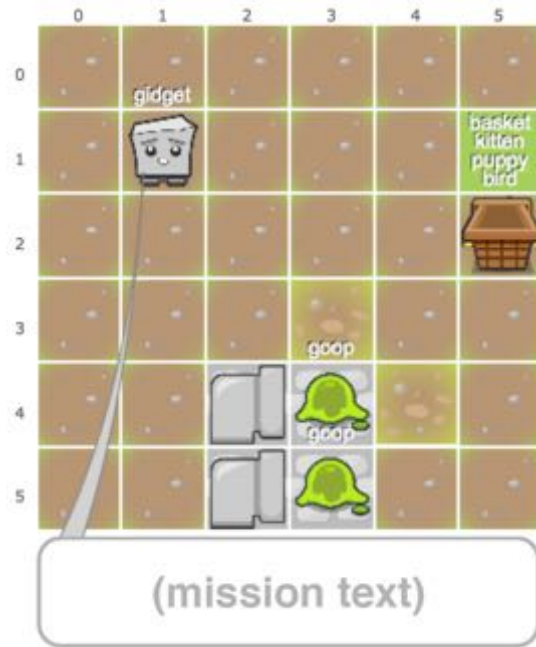 0 1 2 3 4 5
0
gidget
1
basket
kitten
puppy
bird
2
3
goop
4
goop
5
(mission text)